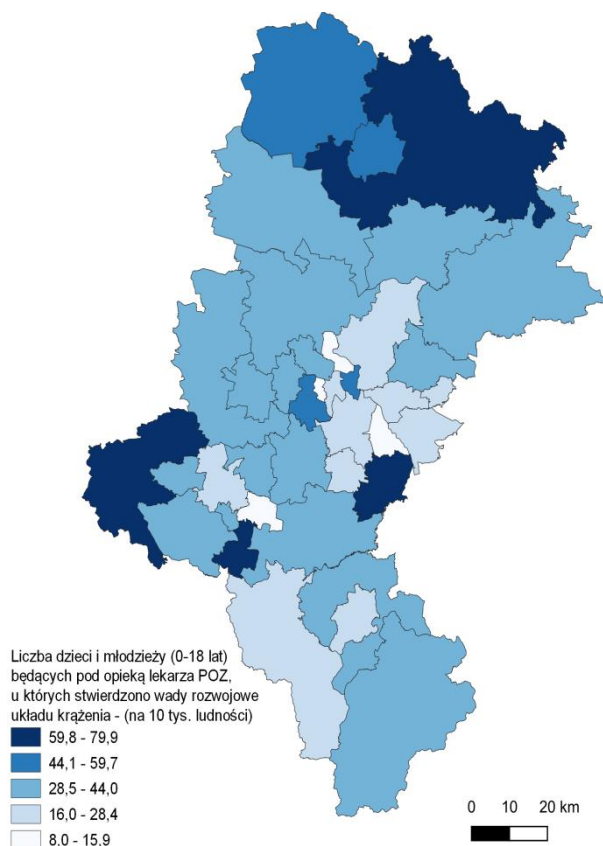 Liczba dzieci i młodzieży (0-18 lat)
będących pod opieką lekarza POZ,
u których stwierdzono wady rozwojowe
układu krążenia - (na 10 tys. ludności)
59,8 - 79,9
44,1 - 59,7
28,5 - 44,0
16,0 - 28,4
8,0 - 15,9
0 10 20 km